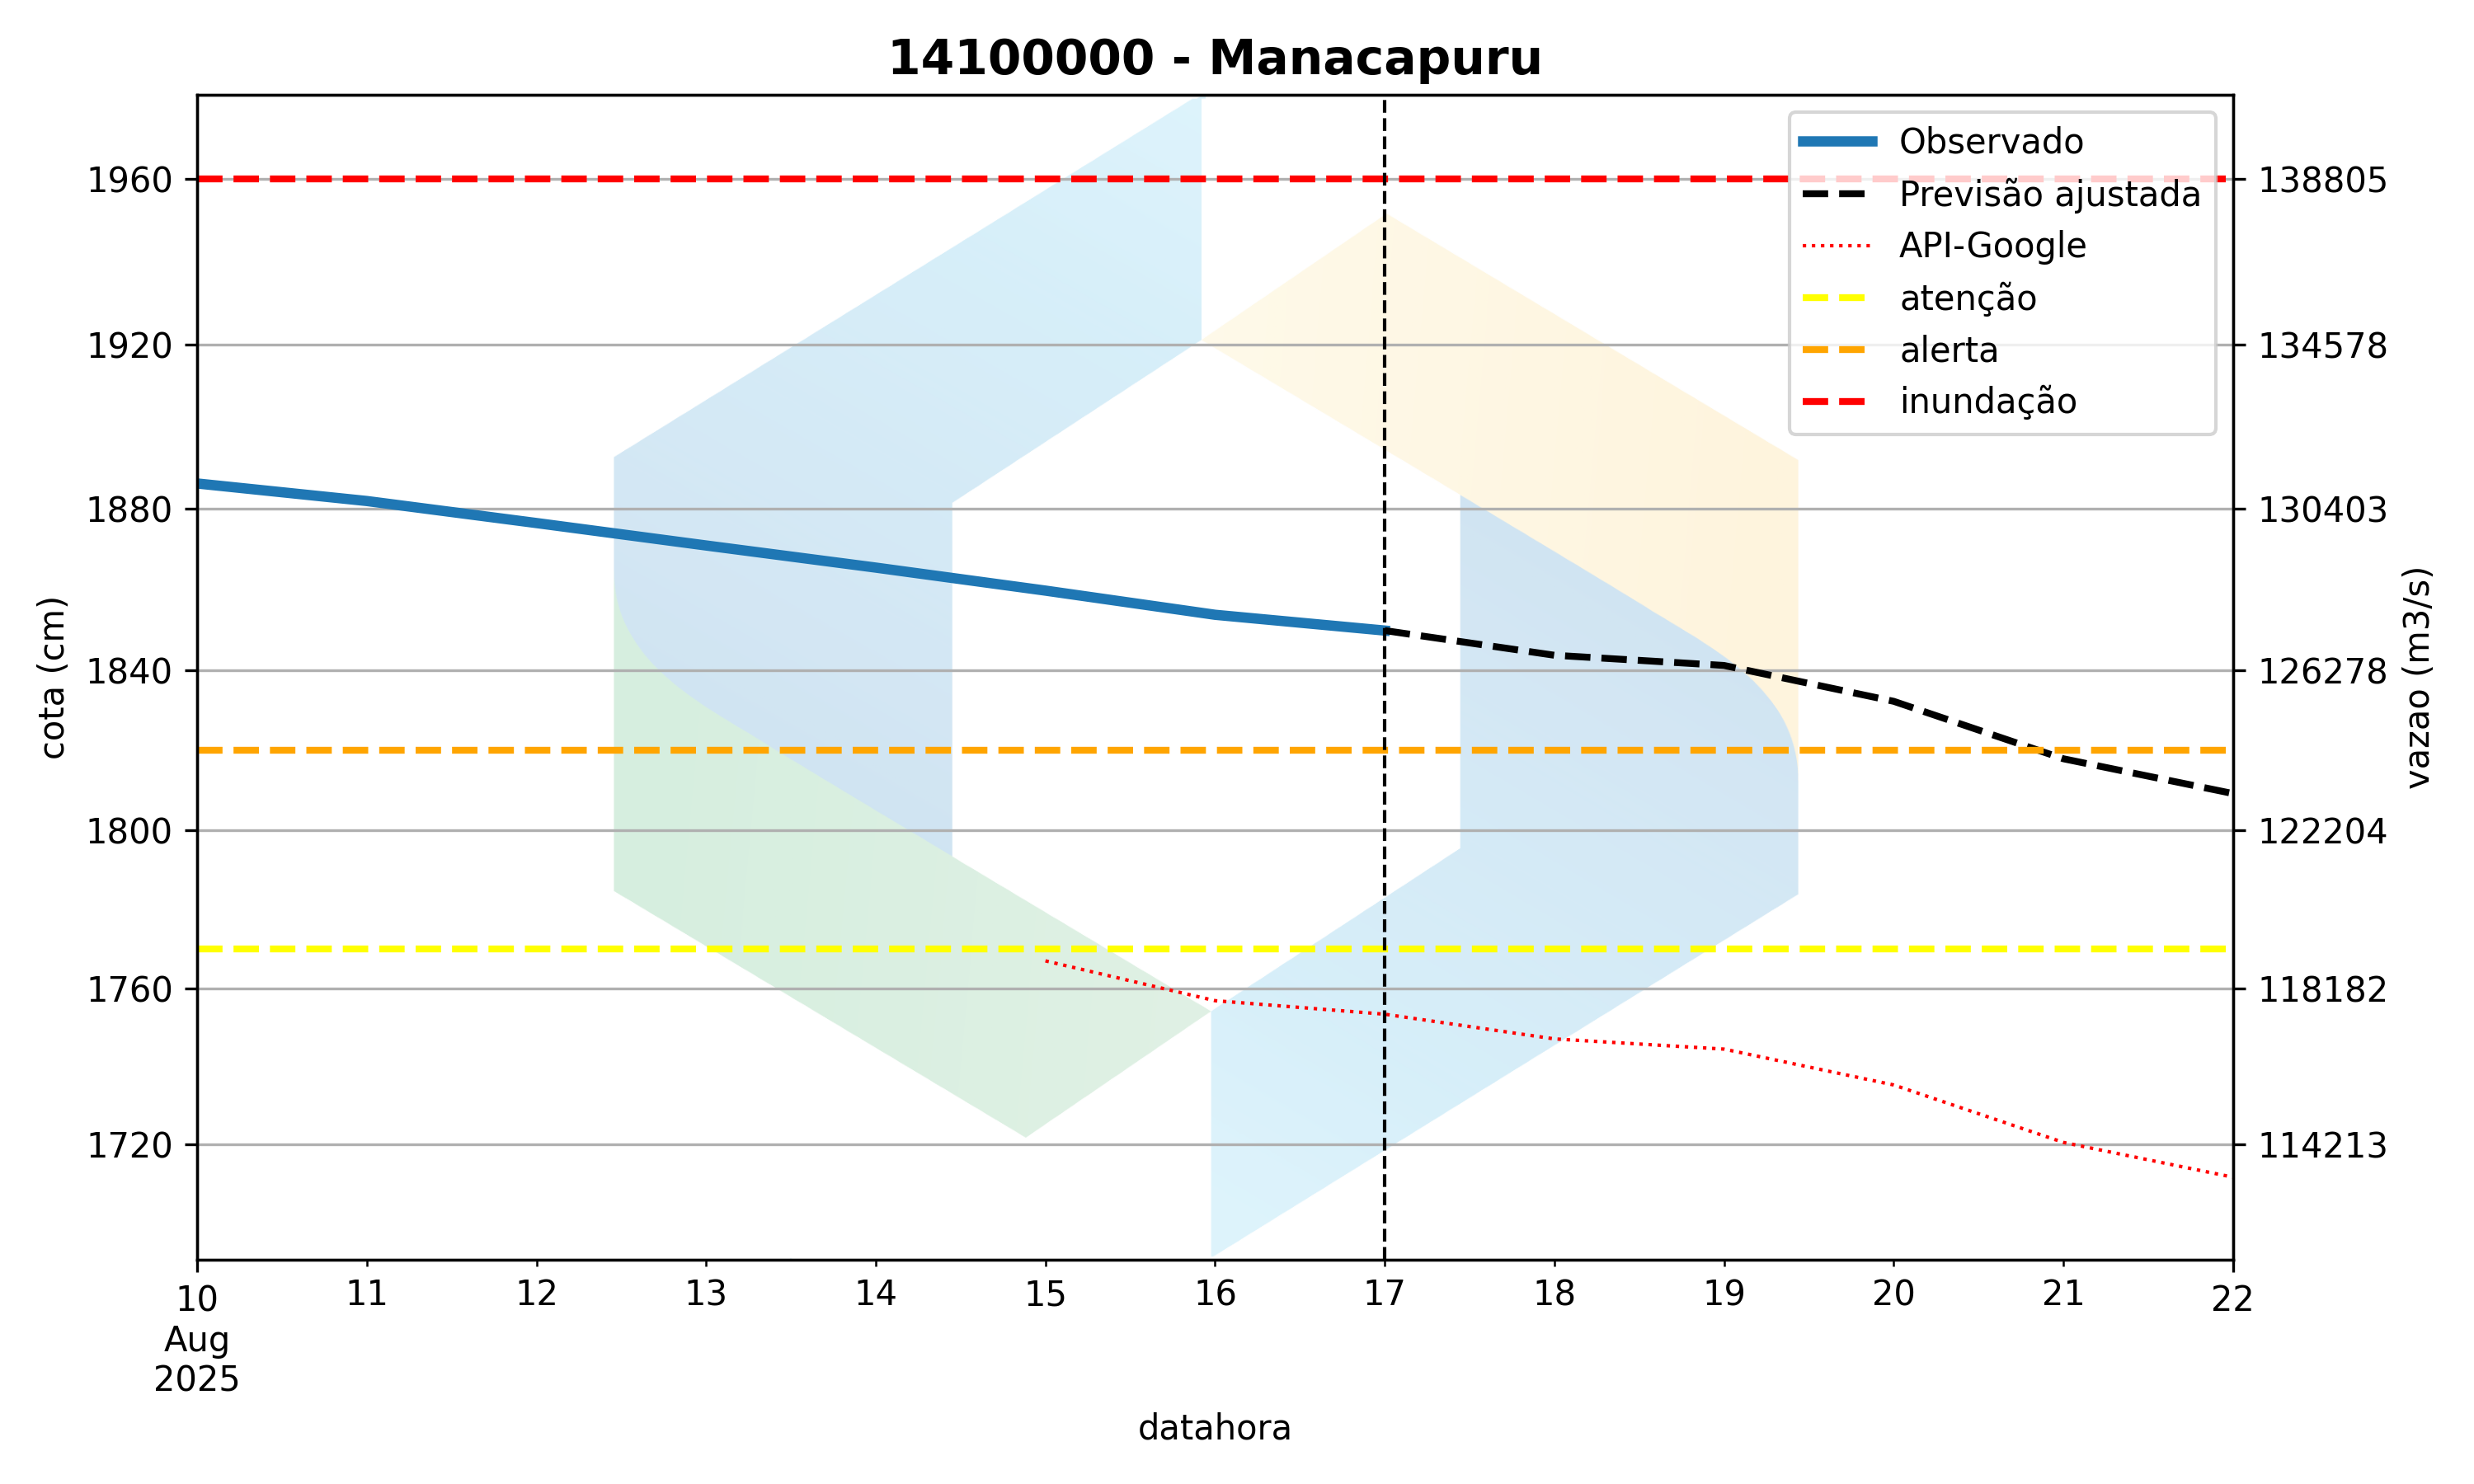 14100000 - Manacapuru
Observado
Previsão ajustada
API-Google
atenção
alerta
inundação
1960
1920
1880
1840
1800
1760
1720
cota (cm)
138805
134578
130403
126278
122204
118182
114213
vazao (m3/s)
10 11 12 13 14 15 16 17 18 19 20 21 22
Aug
2025
datahora